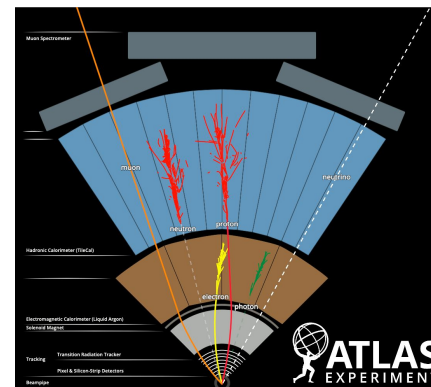 Muon Spectrometer
muon
neutrino
neutron
proton
Hadronic Calorimeter (TileCal)
electron
photon
Electromagnetic Calorimeter (Liquid Argon)
Solenoid Magnet
Tracking
Transition Radiation Tracker
Pixel & Silicon-Strip Detectors
Beampipe
ATLAS
EXPERIMENT